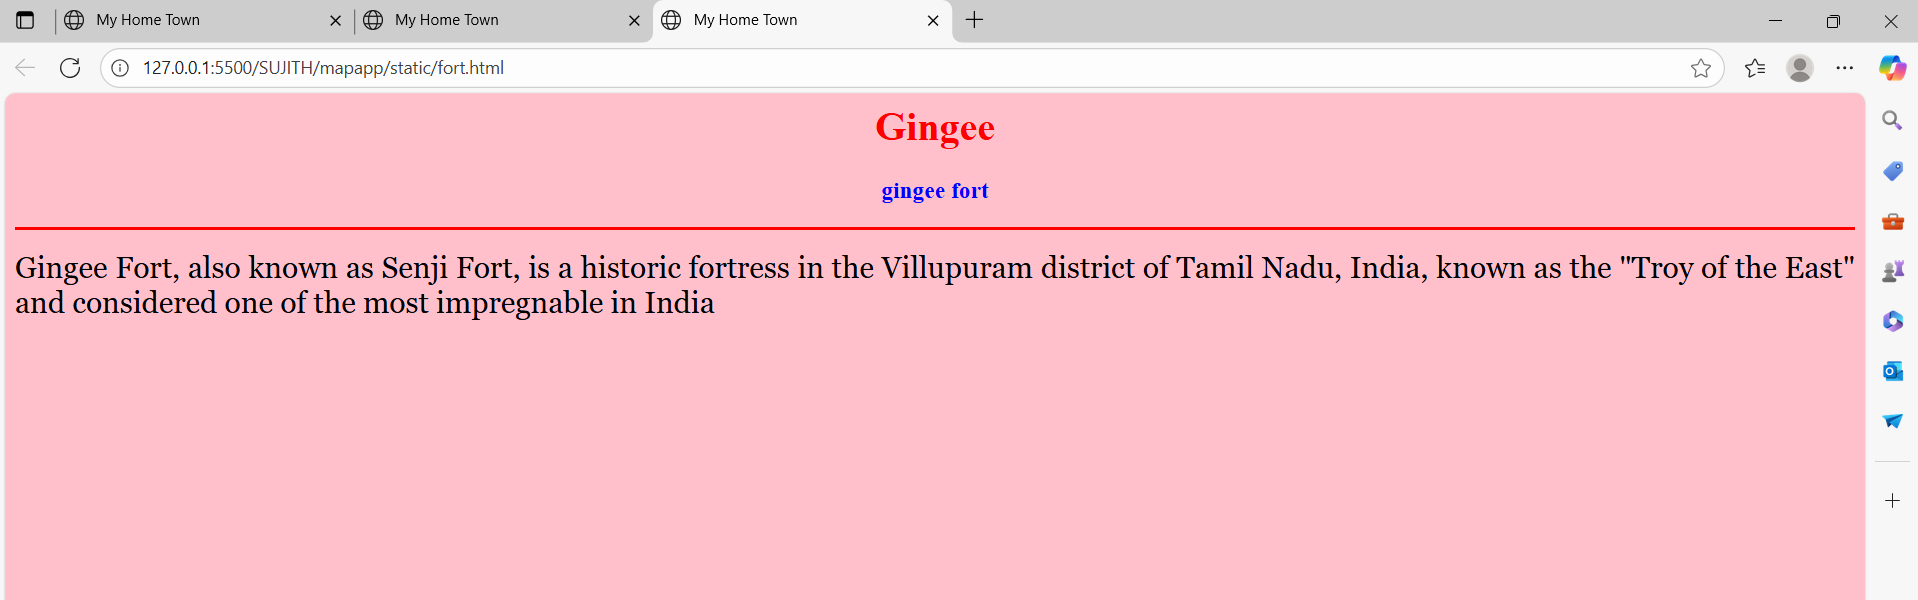 My Home Town My Home Town My Home Town
127.0.0.1:5500/SUJITH/mapapp/static/fort.html
Gingee
gingee fort
Gingee Fort, also known as Senji Fort, is a historic fortress in the Villupuram district of Tamil Nadu, India, known as the "Troy of the East"
and considered one of the most impregnable in India